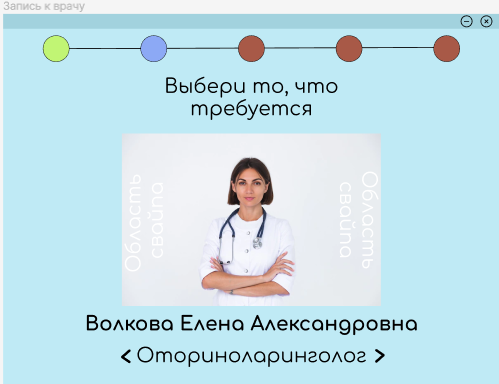 Запись к врачу
Выбери то, что
требуется
Область
свайпа
Область
свайпа
Волкова Елена Александровна
< Оториноларинголог >